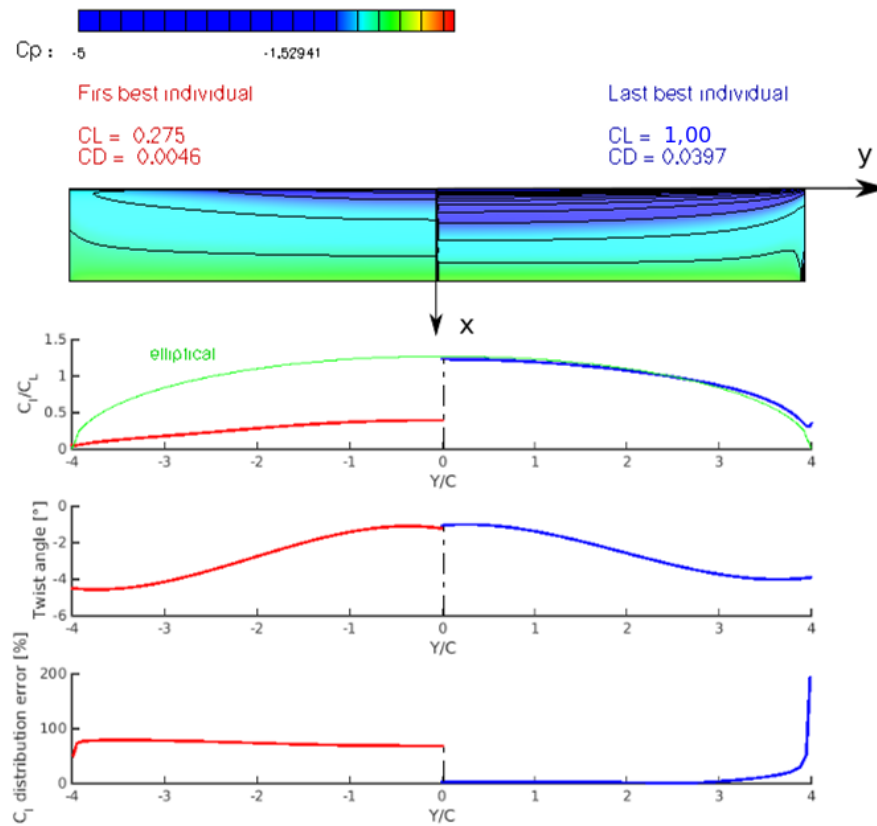 Cp : -5 -1.52941
Firs best individual Last best individual
CL = 0.275 CL = 1,00
CD = 0.0046 CD = 0.0397
y
x
C_l/C_L
1.5
1
0.5
0
elliptical
-4 -3 -2 -1 0 1 2 3 4
Y/C
Twist angle [°]
0
-2
-4
-6
-4 -3 -2 -1 0 1 2 3 4
Y/C
C_l distribution error [%]
200
100
0
-4 -3 -2 -1 0 1 2 3 4
Y/C